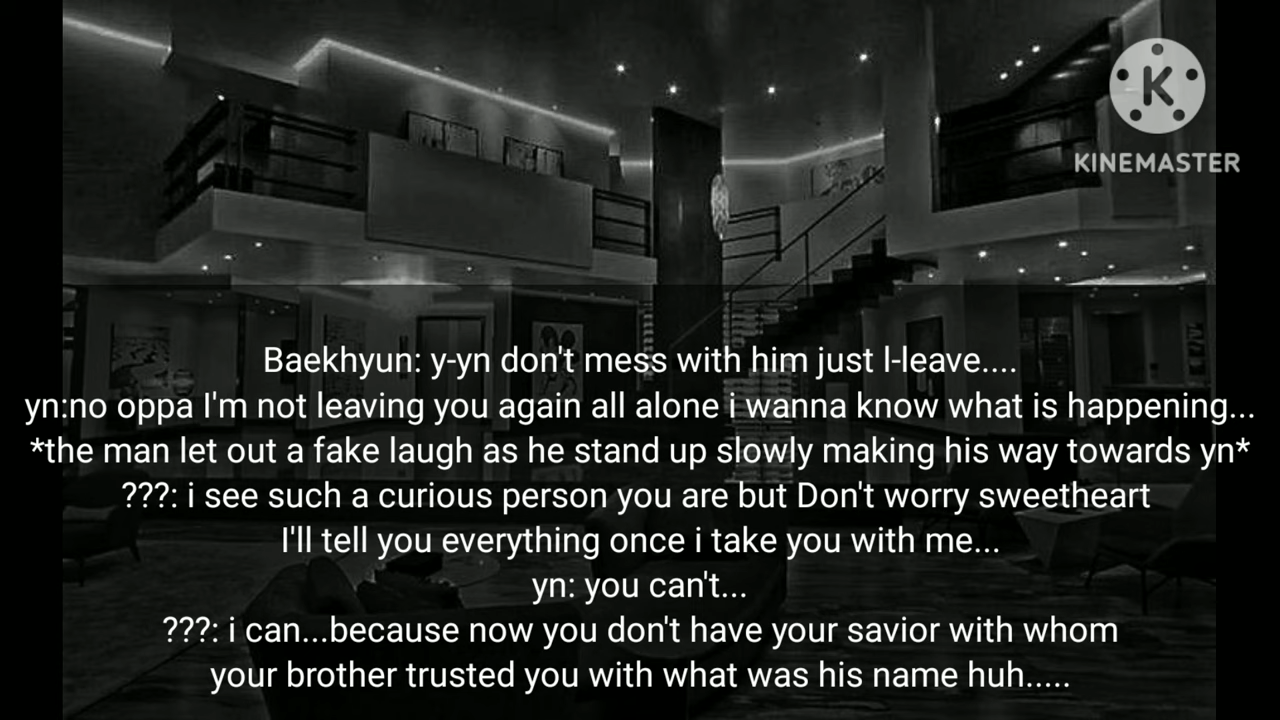 K
KINEMASTER
Baekhyun: y-yn don't mess with him just l-leave....
yn:no oppa I'm not leaving you again all alone i wanna know what is happening...
*the man let out a fake laugh as he stand up slowly making his way towards yn*
???: i see such a curious person you are but Don't worry sweetheart
I'll tell you everything once i take you with me...
yn: you can't...
???: i can...because now you don't have your savior with whom
your brother trusted you with what was his name huh.....